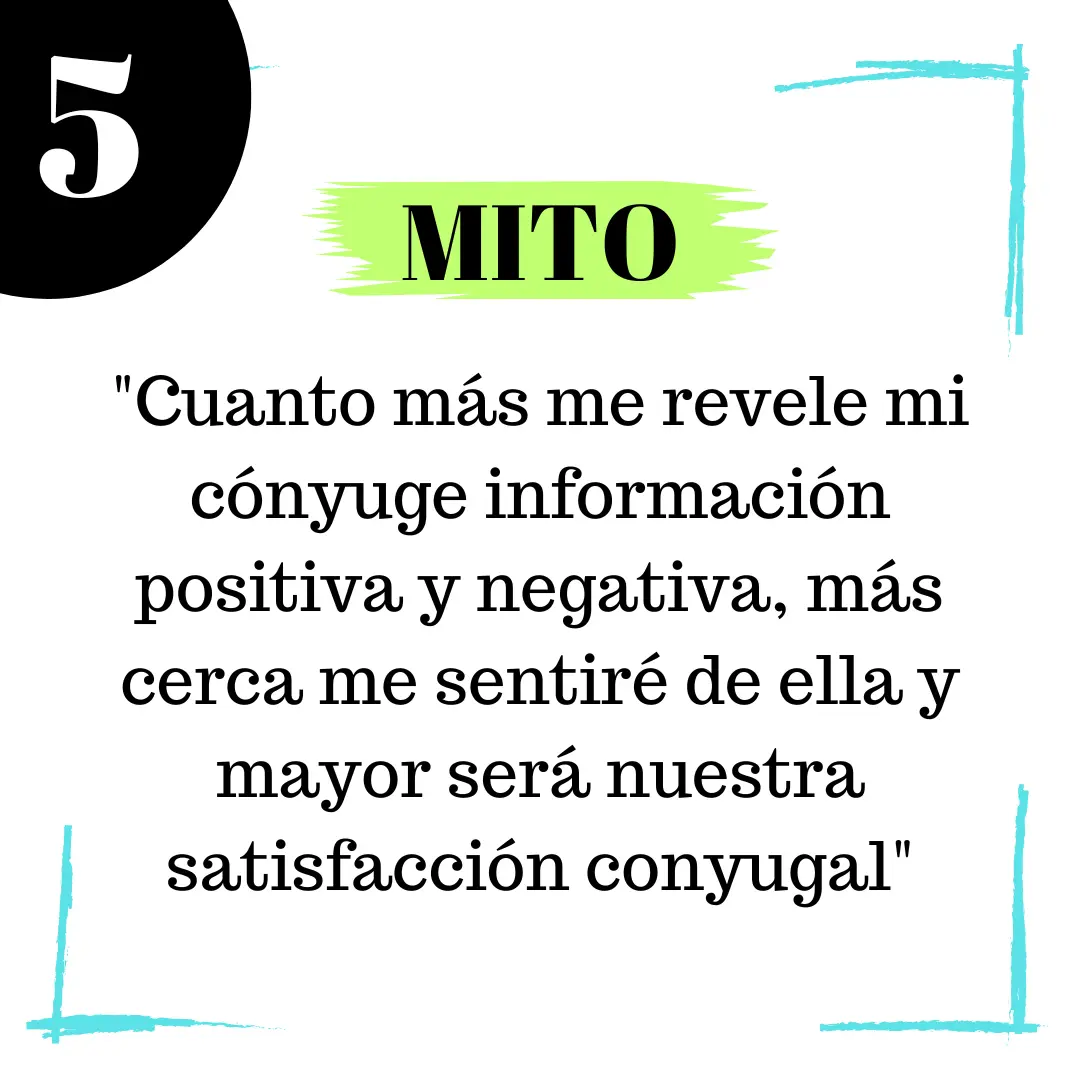 5
MITO
"Cuanto más me revele mi
cónyuge información
positiva y negativa, más
cerca me sentiré de ella y
mayor será nuestra
satisfacción conyugal"